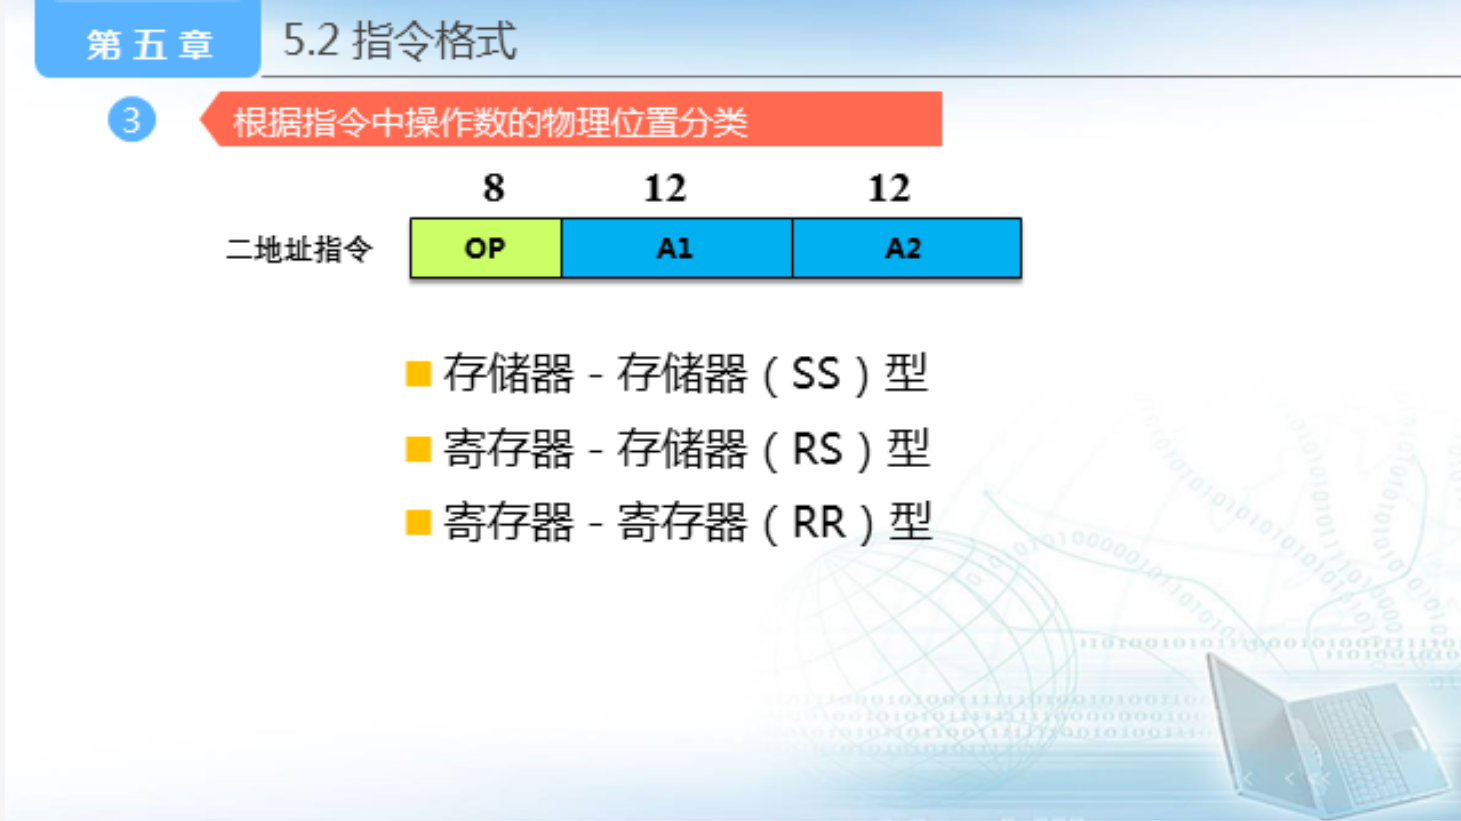 第五章
5.2 指令格式
3
根据指令中操作数的物理位置分类
8 12 12
二地址指令 OP A1 A2
存储器 - 存储器（SS）型
寄存器 - 存储器（RS）型
寄存器 - 寄存器（RR）型